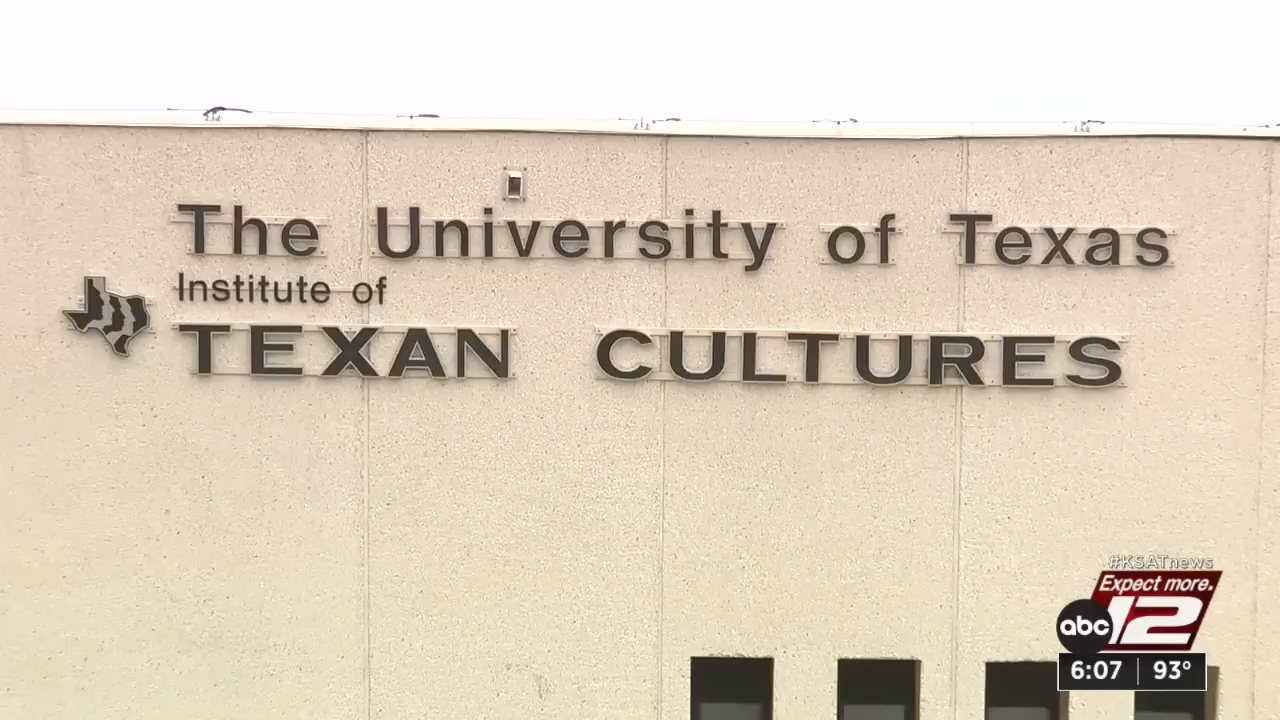 The University of Texas
Institute of
TEXAN CULTURES
#KSATnews
Expect more.
abc 12
6:07 93°